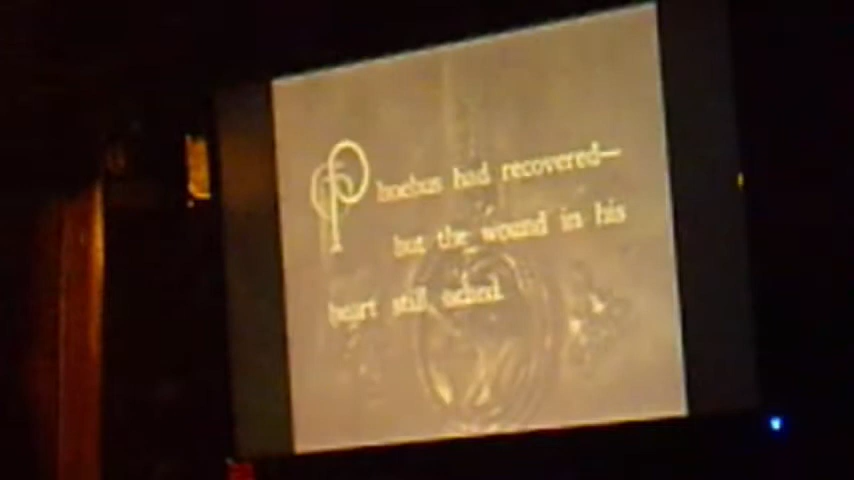 Phoebus had recovered—
but the wound in his
heart still ached.